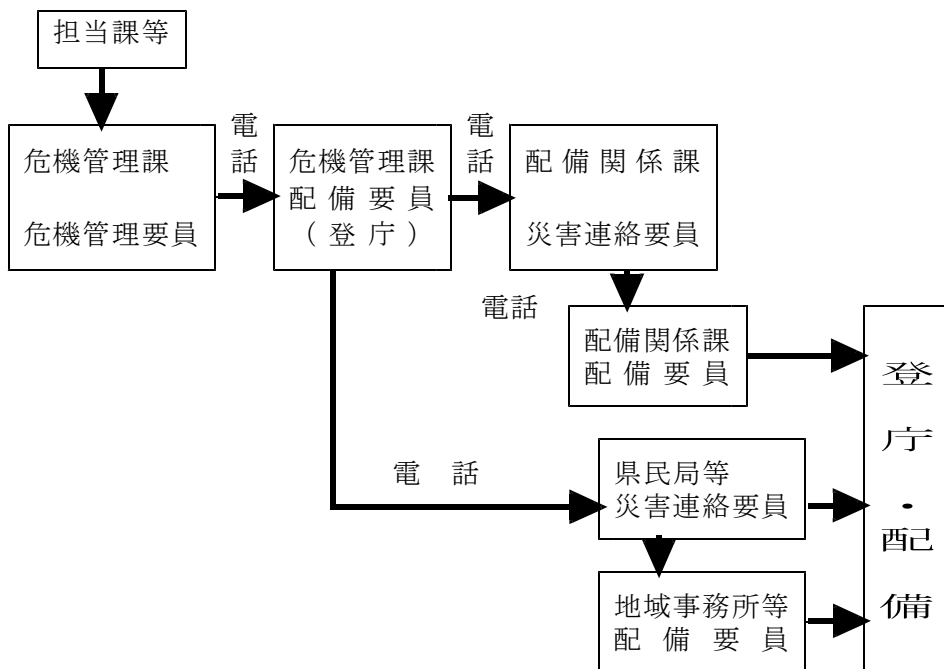 担当課等
電話
電話
危機管理課
危機管理要員
危機管理課
配備要員
(登庁)
配備関係課
災害連絡要員
電話
配備関係課
配備要員
電話
県民局等
災害連絡要員
地域事務所等
配備要員
登庁・配備